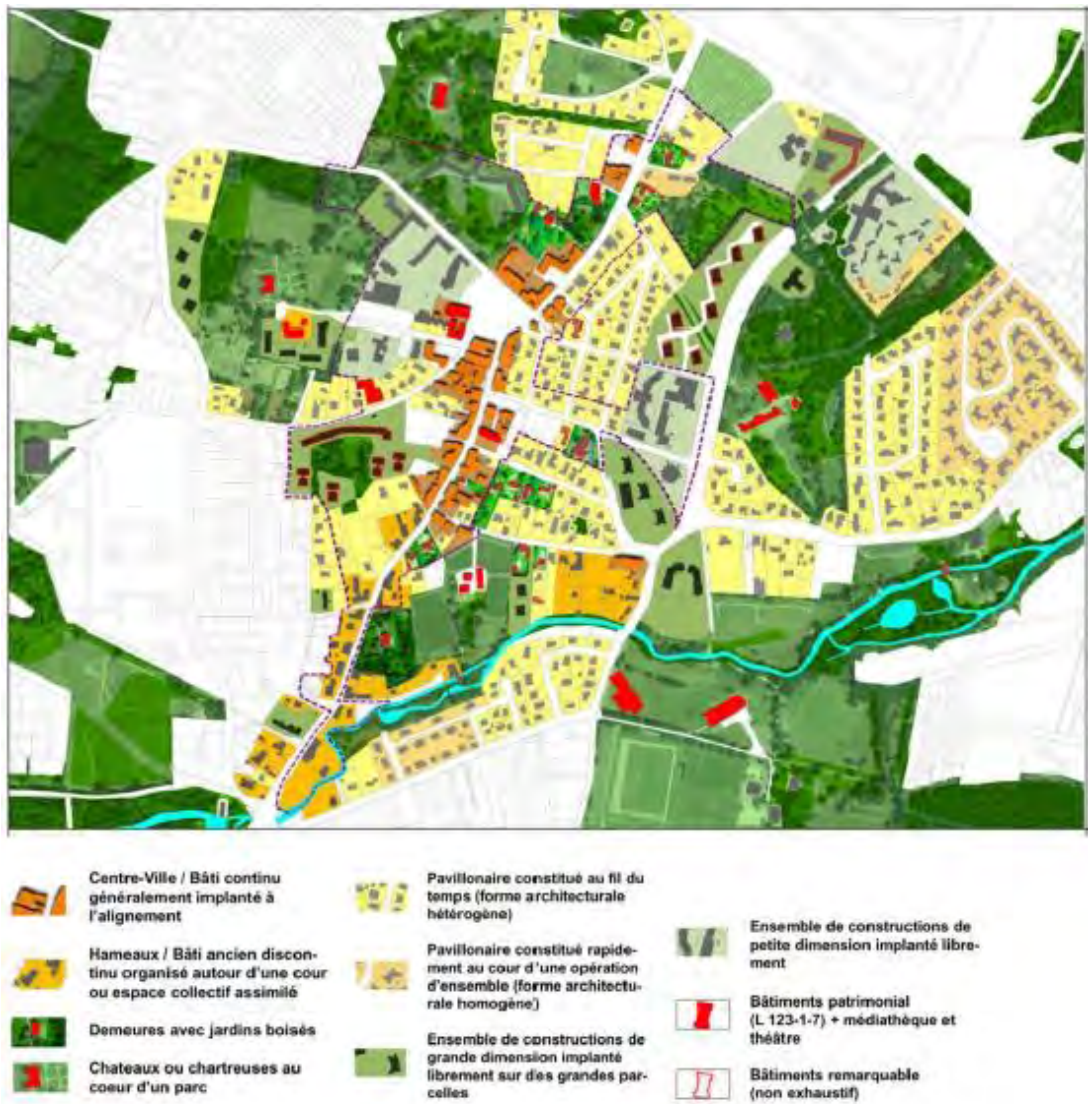 Centre-Ville / Bâti continu
généralement implanté à
l'alignement
Hameaux / Bâti ancien discon-
tinu organisé autour d'une cour
ou espace collectif assimilé
Demeures avec jardins boisés
Chateaux ou chartreuses au
coeur d'un parc
Pavillonaire constitué au fil du
temps (forme architecturale
hétérogène)
Pavillonaire constitué rapide-
ment au cour d'une opération
d'ensemble (forme architectu-
rale homogène)
Ensemble de constructions de
grande dimension implanté
librement sur des grandes par-
celles
Ensemble de constructions de
petite dimension implanté libre-
ment
Bâtiments patrimonial
(L 123-1-7) + médiathèque et
théâtre
Bâtiments remarquable
(non exhaustif)